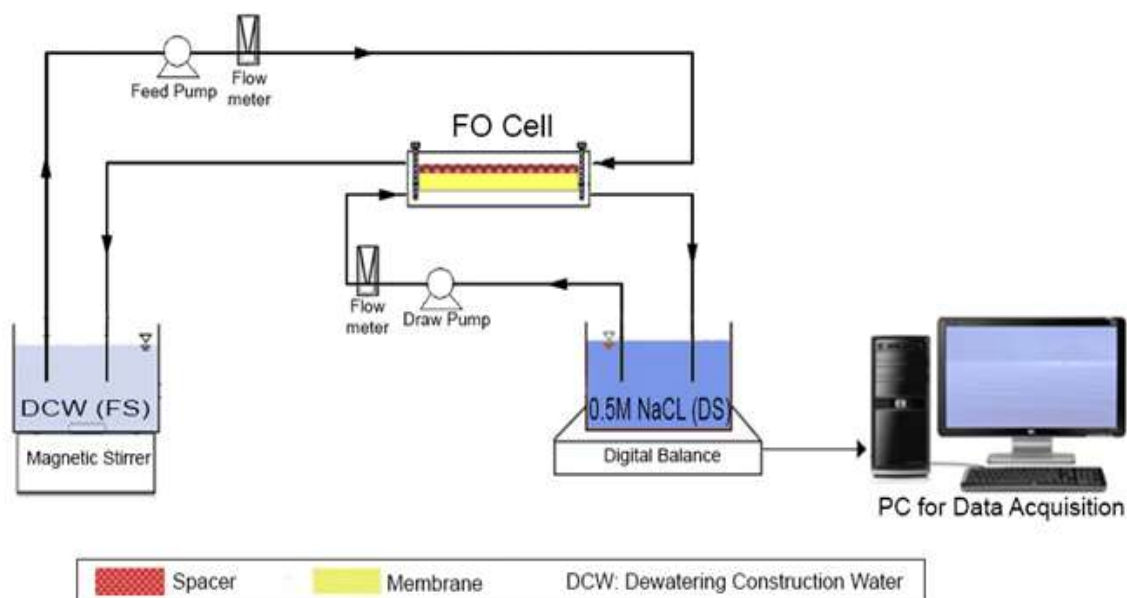 Feed Pump
Flow
meter
FO Cell
Flow
meter
Draw Pump
DCW (FS)
Magnetic Stirrer
0.5M NaCL (DS)
Digital Balance
PC for Data Acquisition
Spacer
Membrane
DCW: Dewatering Construction Water